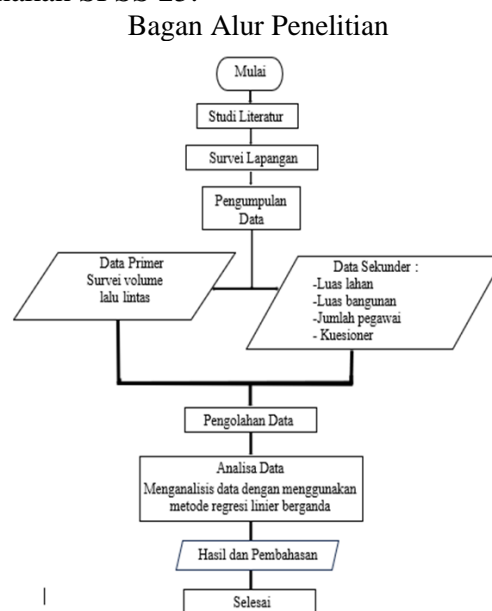 Bagan Alur Penelitian
Mulai
Studi Literatur
Survei Lapangan
Pengumpulan
Data
Data Primer
Survei volume
lalu lintas
Data Sekunder :
-Luas lahan
-Luas bangunan
-Jumlah pegawai
- Kuesioner
Pengolahan Data
Analisa Data
Menganalisis data dengan menggunakan
metode regresi linier berganda
Hasil dan Pembahasan
Selesai